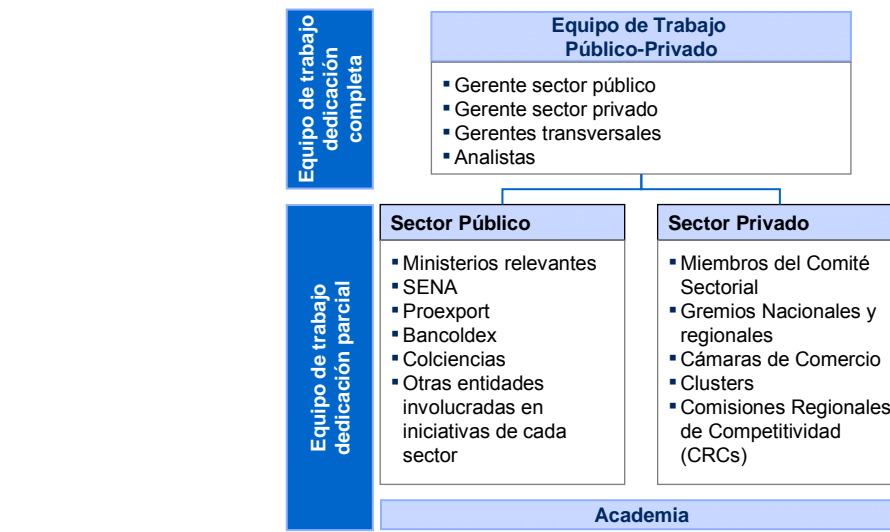 Equipo de trabajo
dedicación
completa
Equipo de Trabajo
Público-Privado
▪ Gerente sector público
▪ Gerente sector privado
▪ Gerentes transversales
▪ Analistas
Equipo de trabajo
dedicación parcial
Sector Público
▪ Ministerios relevantes
▪ SENA
▪ Proexport
▪ Bancoldex
▪ Colciencias
▪ Otras entidades
involucradas en
iniciativas de cada
sector
Sector Privado
▪ Miembros del Comité
Sectorial
▪ Gremios Nacionales y
regionales
▪ Cámaras de Comercio
▪ Clusters
▪ Comisiones Regionales
de Competitividad
(CRCs)
Academia